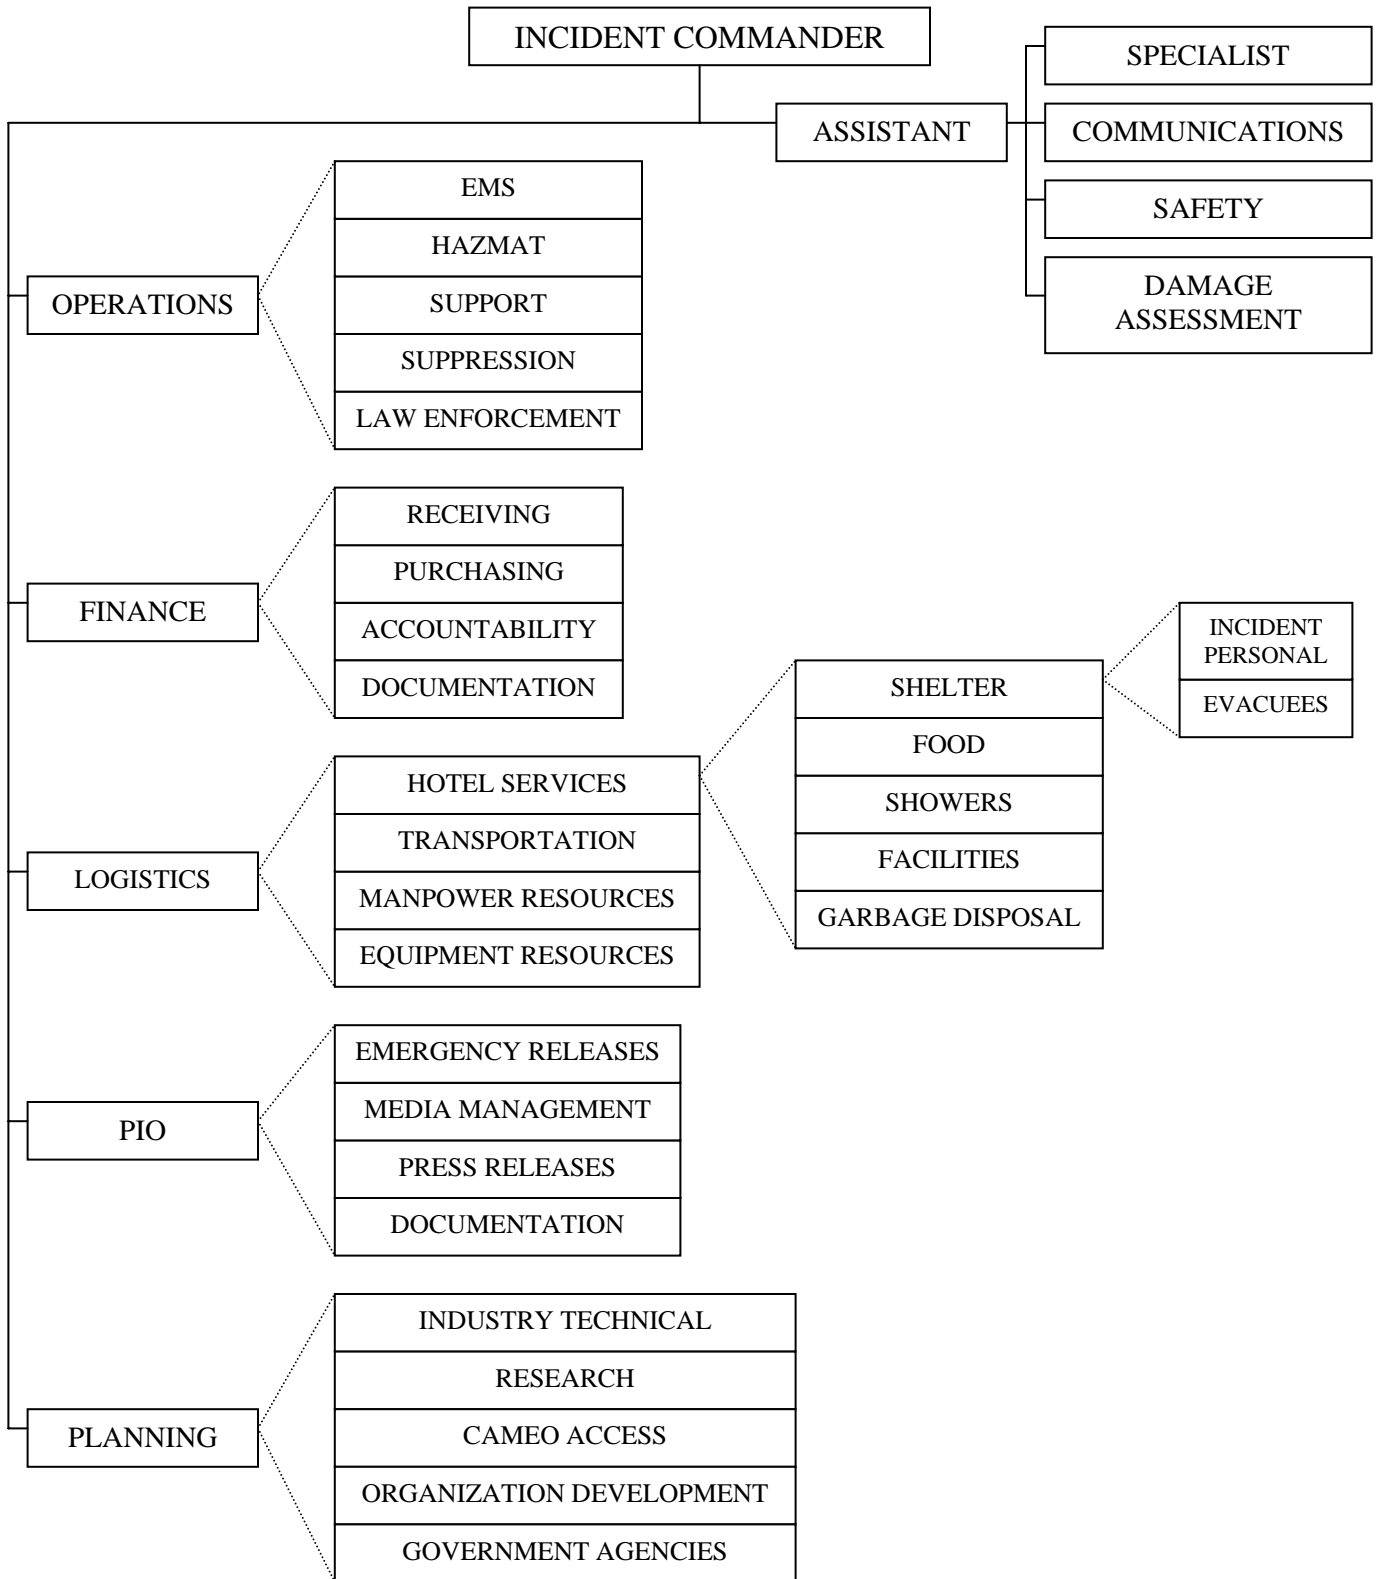 INCIDENT COMMANDER
ASSISTANT
SPECIALIST
COMMUNICATIONS
SAFETY
DAMAGE
ASSESSMENT
OPERATIONS
EMS
HAZMAT
SUPPORT
SUPPRESSION
LAW ENFORCEMENT
FINANCE
RECEIVING
PURCHASING
ACCOUNTABILITY
DOCUMENTATION
LOGISTICS
HOTEL SERVICES
TRANSPORTATION
MANPOWER RESOURCES
EQUIPMENT RESOURCES
SHELTER
FOOD
SHOWERS
FACILITIES
GARBAGE DISPOSAL
INCIDENT
PERSONAL
EVACUEES
PIO
EMERGENCY RELEASES
MEDIA MANAGEMENT
PRESS RELEASES
DOCUMENTATION
PLANNING
INDUSTRY TECHNICAL
RESEARCH
CAMEO ACCESS
ORGANIZATION DEVELOPMENT
GOVERNMENT AGENCIES